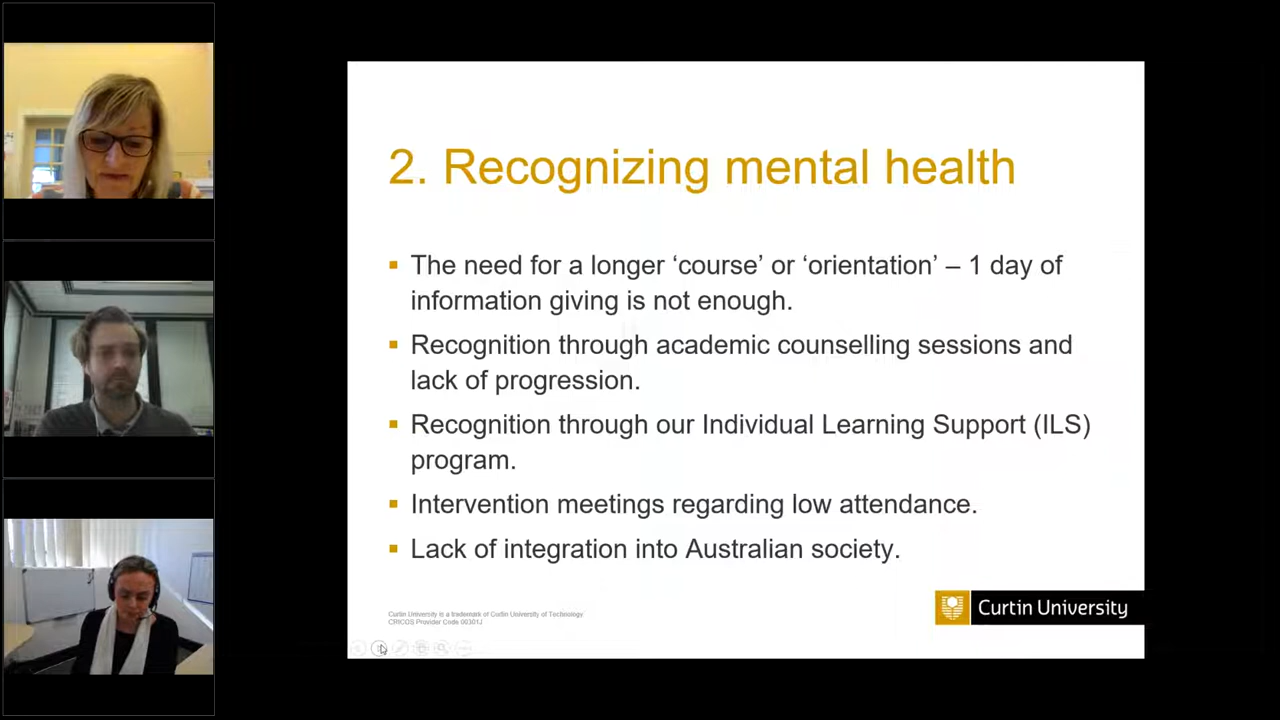 2. Recognizing mental health
▪ The need for a longer ‘course’ or ‘orientation’ – 1 day of
information giving is not enough.
▪ Recognition through academic counselling sessions and
lack of progression.
▪ Recognition through our Individual Learning Support (ILS)
program.
▪ Intervention meetings regarding low attendance.
▪ Lack of integration into Australian society.
Curtin University is a trademark of Curtin University of Technology
CRICOS Provider Code 00301J
Curtin University